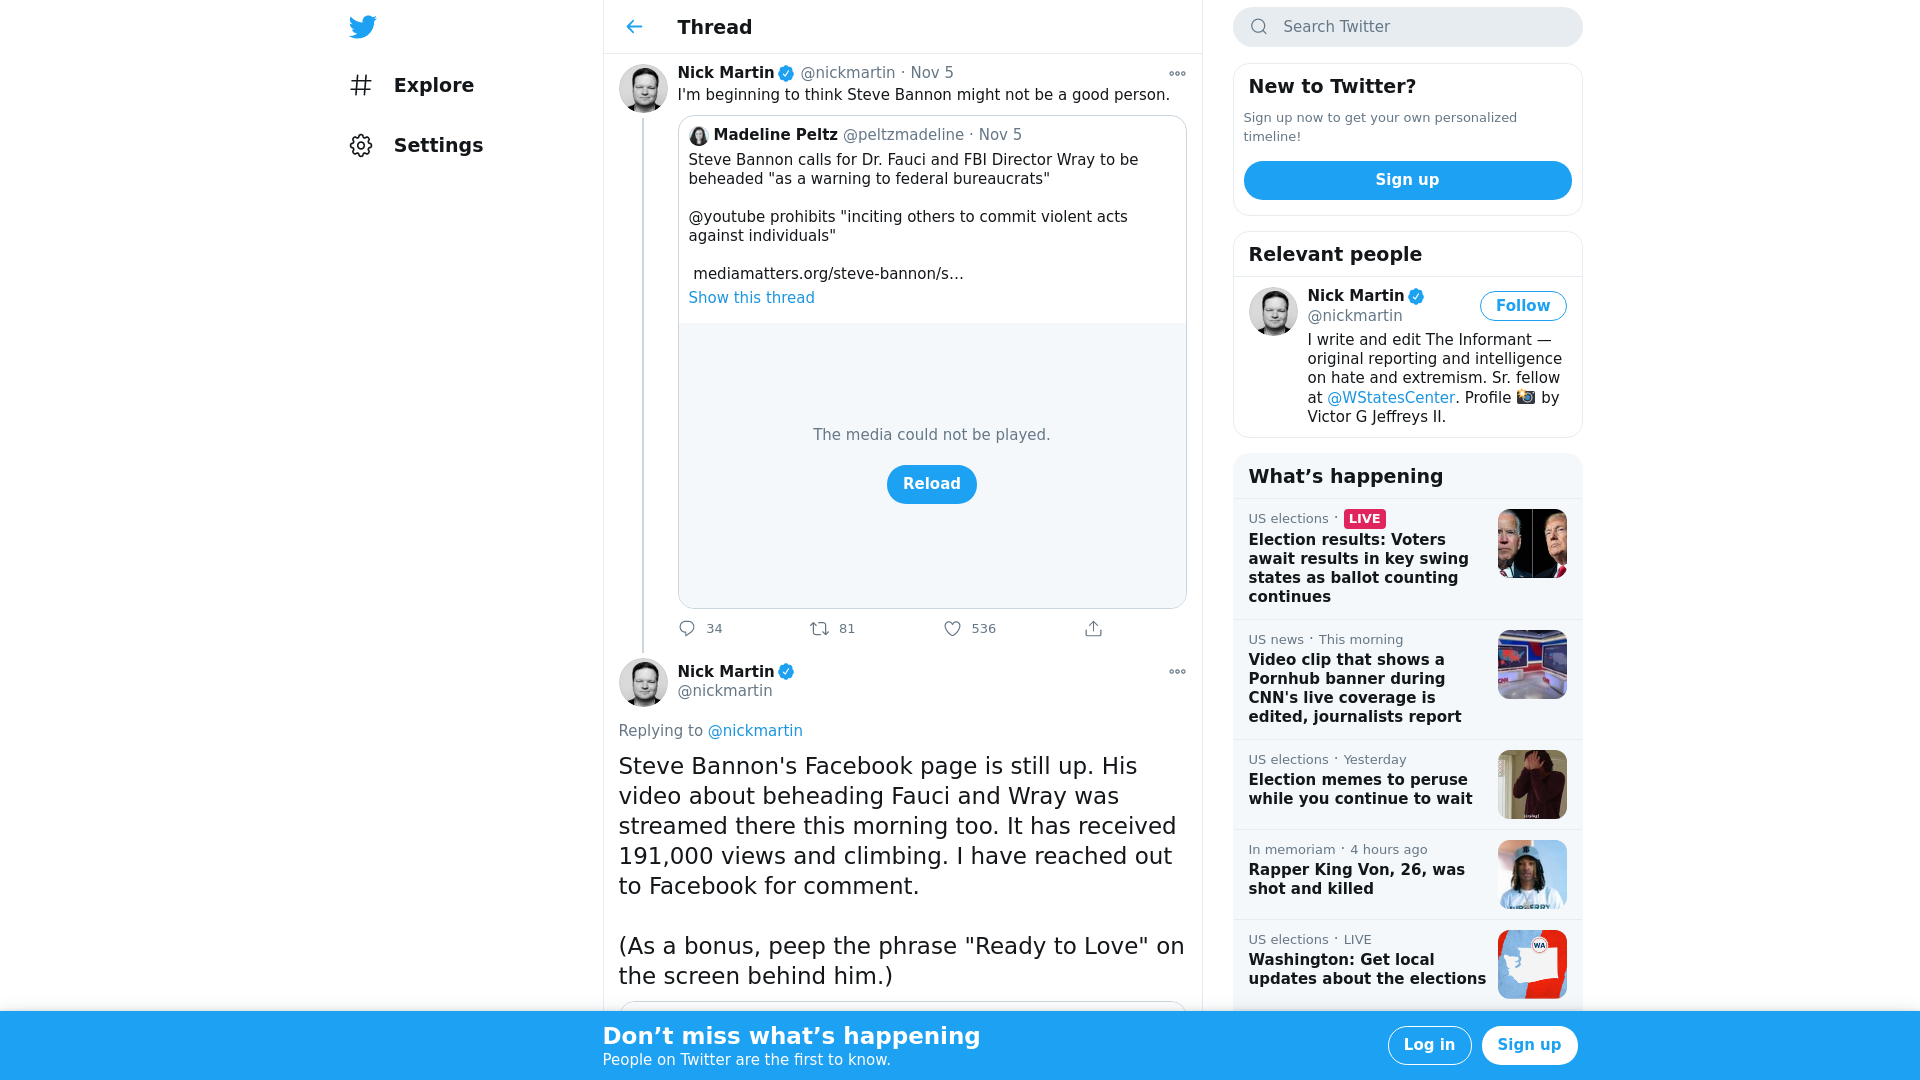 Explore
Settings
Thread
Nick Martin @nickmartin · Nov 5
I'm beginning to think Steve Bannon might not be a good person.
Madeline Peltz @peltzmadeline · Nov 5
Steve Bannon calls for Dr. Fauci and FBI Director Wray to be
beheaded "as a warning to federal bureaucrats"
@youtube prohibits "inciting others to commit violent acts
against individuals"
mediamatters.org/steve-bannon/s…
Show this thread
The media could not be played.
Reload
34 81 536
Nick Martin
@nickmartin
Replying to @nickmartin
Steve Bannon's Facebook page is still up. His
video about beheading Fauci and Wray was
streamed there this morning too. It has received
191,000 views and climbing. I have reached out
to Facebook for comment.
(As a bonus, peep the phrase "Ready to Love" on
the screen behind him.)
Search Twitter
New to Twitter?
Sign up now to get your own personalized
timeline!
Sign up
Relevant people
Nick Martin
@nickmartin
Follow
I write and edit The Informant —
original reporting and intelligence
on hate and extremism. Sr. fellow
at @WStatesCenter. Profile 📸 by
Victor G Jeffreys II.
What’s happening
US elections · LIVE
Election results: Voters
await results in key swing
states as ballot counting
continues
US news · This morning
Video clip that shows a
Pornhub banner during
CNN's live coverage is
edited, journalists report
US elections · Yesterday
Election memes to peruse
while you continue to wait
In memoriam · 4 hours ago
Rapper King Von, 26, was
shot and killed
US elections · LIVE
Washington: Get local
updates about the elections
WA
Don’t miss what’s happening
People on Twitter are the first to know.
Log in
Sign up